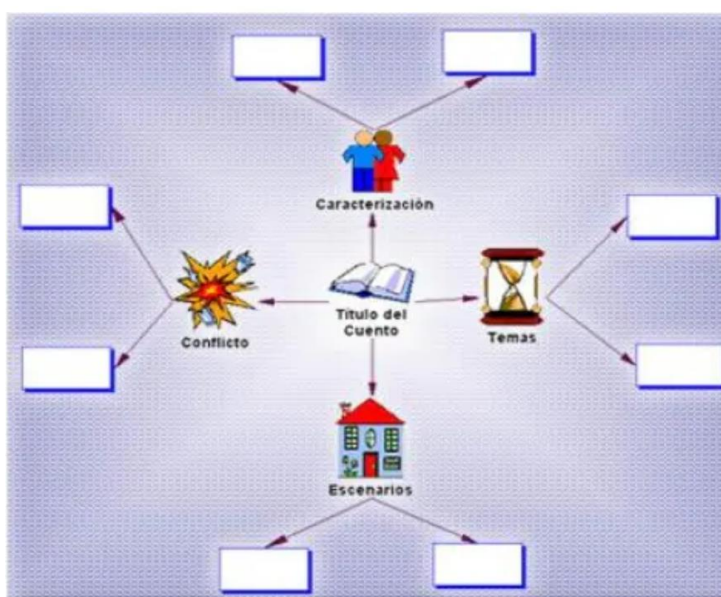 Caracterización
Título del
Cuento
Conflicto
Temas
Escenarios